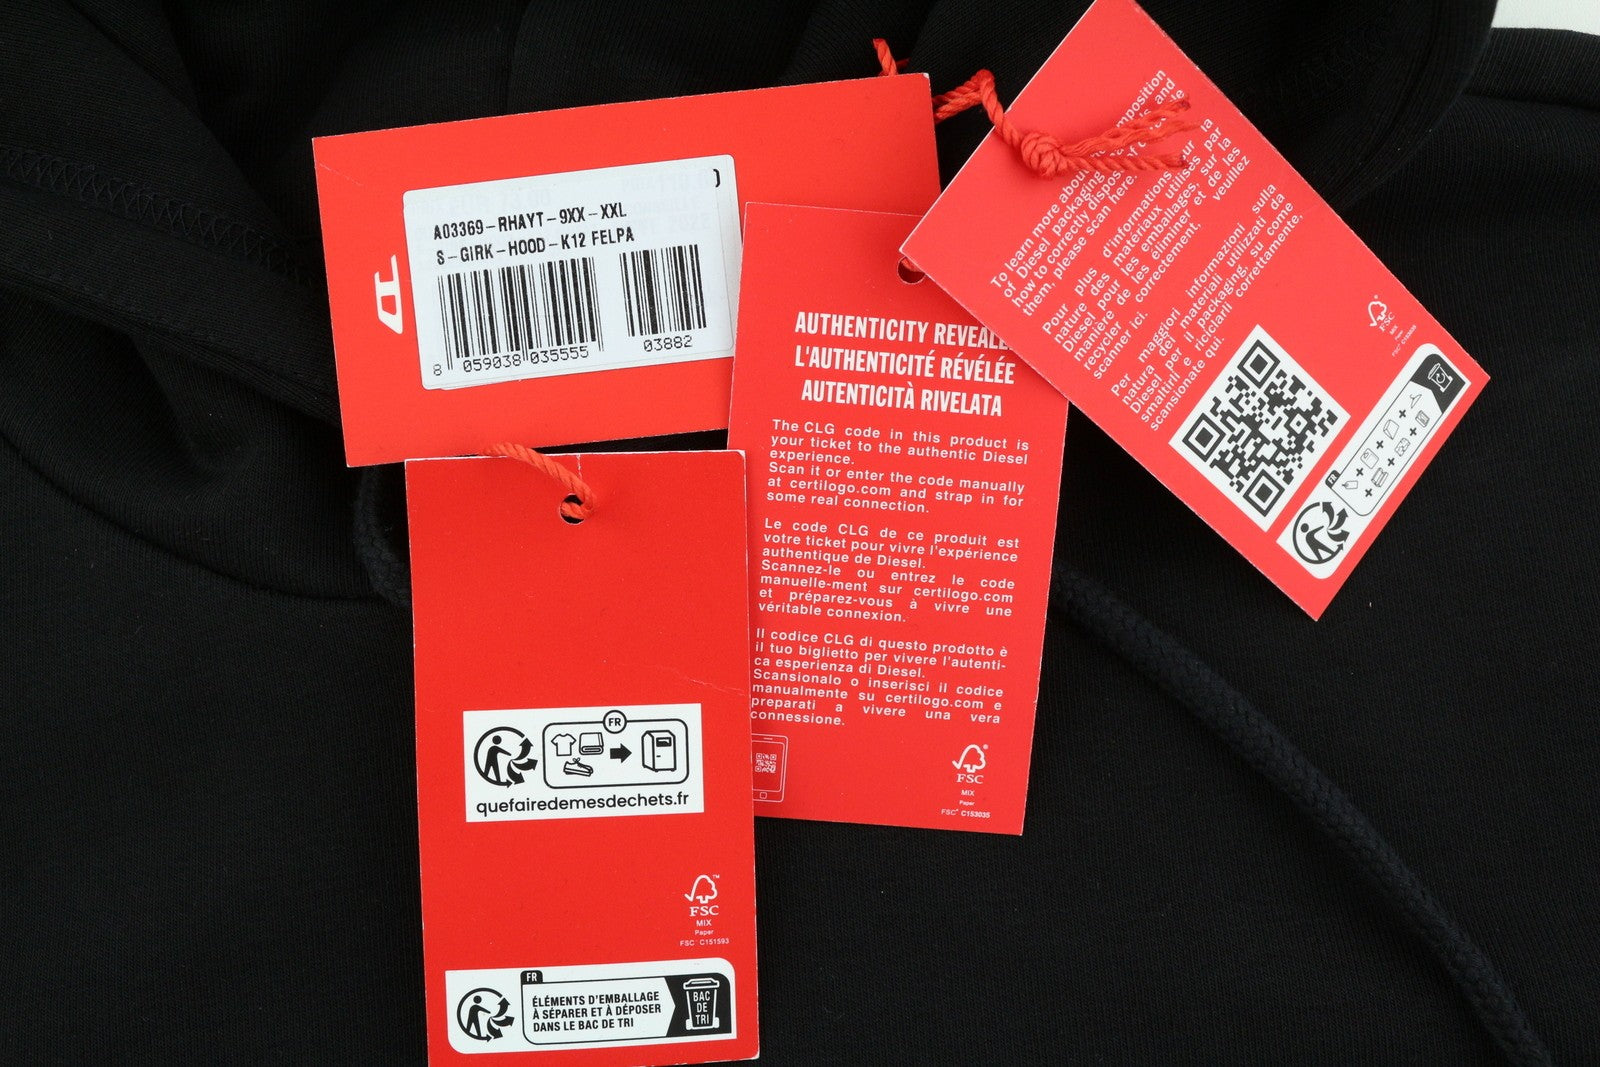 A03369-RHAYT-9XX-XXL
S-GIRK-HOOD-K12 FELPA
8 059038 035555
03882
D
AUTHENTICITY
L'AUTHENTICITÉ RÉVÉLÉE
AUTENTICITÀ RIVELATA
The CLG code in this product is
your ticket to the authentic Diesel
experience.
Scan it or enter the code manually
at certilogo.com and strap in for
some real connection.
Le code CLG de ce produit est
votre ticket pour vivre l'expérience
authentique de Diesel.
Scannez-le ou entrez le code
manuelle-ment sur certilogo.com
et préparez-vous à vivre une
véritable connexion.
Il codice CLG di questo prodotto è
il tuo biglietto per vivere l'autenti-
ca esperienza di Diesel.
Scansionalo o inserisci il codice
manualmente su certilogo.com e
preparati a vivere una vera
connessione.
FSC
MIX
Paper
FSC® C153035
To learn more about
of Diesel packaging
how to correctly
them, please scan here.
Pour plus d'informations sur la
nature des matériaux utilisés par
Diesel pour les emballages, sur la
manière de les éliminer et de les
recycler correctement, veuillez
scanner ici.
Per maggiori informazioni sulla
natura dei materiali utilizzati da
Diesel per il packaging, su come
smaltirli e riciclarli correttamente,
scansionate qui.
FSC
MIX
Paper
FR
FR
quefairedemesdechets.fr
FSC™
MIX
Paper
FSC™ C151593
FR
ÉLÉMENTS D'EMBALLAGE
À SÉPARER ET À DÉPOSER
DANS LE BAC DE TRI
BAC
DE
TRI